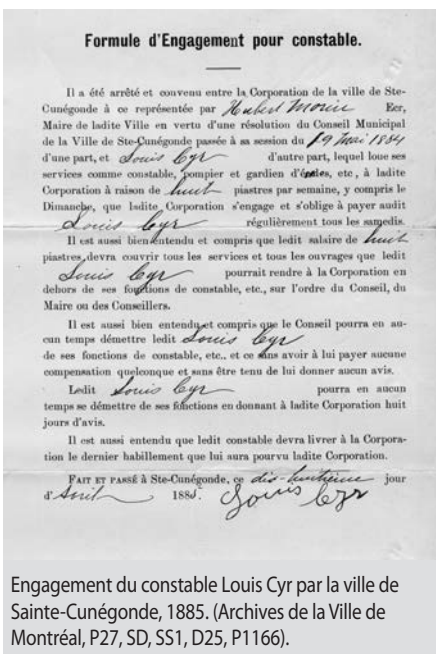 Formule d'Engagement pour constable.
Il a été arrêté et convenu entre la Corporation de la ville de Ste-
Cunégonde à ce représentée par Hubert Morin Ecr,
Maire de ladite Ville en vertu d'une résolution du Conseil Municipal
de la Ville de Ste-Cunégonde passée à sa session du 19 Mai 1884
d'une part, et Louis Cyr d'autre part, lequel loue ses
services comme constable, pompier et gardien d'écoles, etc, à ladite
Corporation à raison de huit piastres par semaine, y compris le
Dimanche, que ladite Corporation s'engage et s'oblige à payer audit
Louis Cyr régulièrement tous les samedis.
Il est aussi bien entendu et compris que ledit salaire de huit
piastres devra couvrir tous les services et tous les ouvrages que ledit
Louis Cyr pourrait rendre à la Corporation en
dehors de ses fonctions de constable, etc., sur l'ordre du Conseil, du
Maire ou des Conseillers.
Il est aussi bien entendu et compris que le Conseil pourra en au-
cun temps démettre ledit Louis Cyr
de ses fonctions de constable, etc., et ce sans avoir à lui payer aucune
compensation quelconque et sans être tenu de lui donner aucun avis.
Ledit Louis Cyr pourra en aucun
temps se démettre de ses fonctions en donnant à ladite Corporation huit
jours d'avis.
Il est aussi entendu que ledit constable devra livrer à la Corpora-
tion le dernier habillement que lui aura pourvu ladite Corporation.
FAIT ET PASSÉ à Ste-Cunégonde, ce dix-huitième jour
d'Avril 1885.
Louis Cyr
Engagement du constable Louis Cyr par la ville de
Sainte-Cunégonde, 1885. (Archives de la Ville de
Montréal, P27, SD, SS1, D25, P1166).